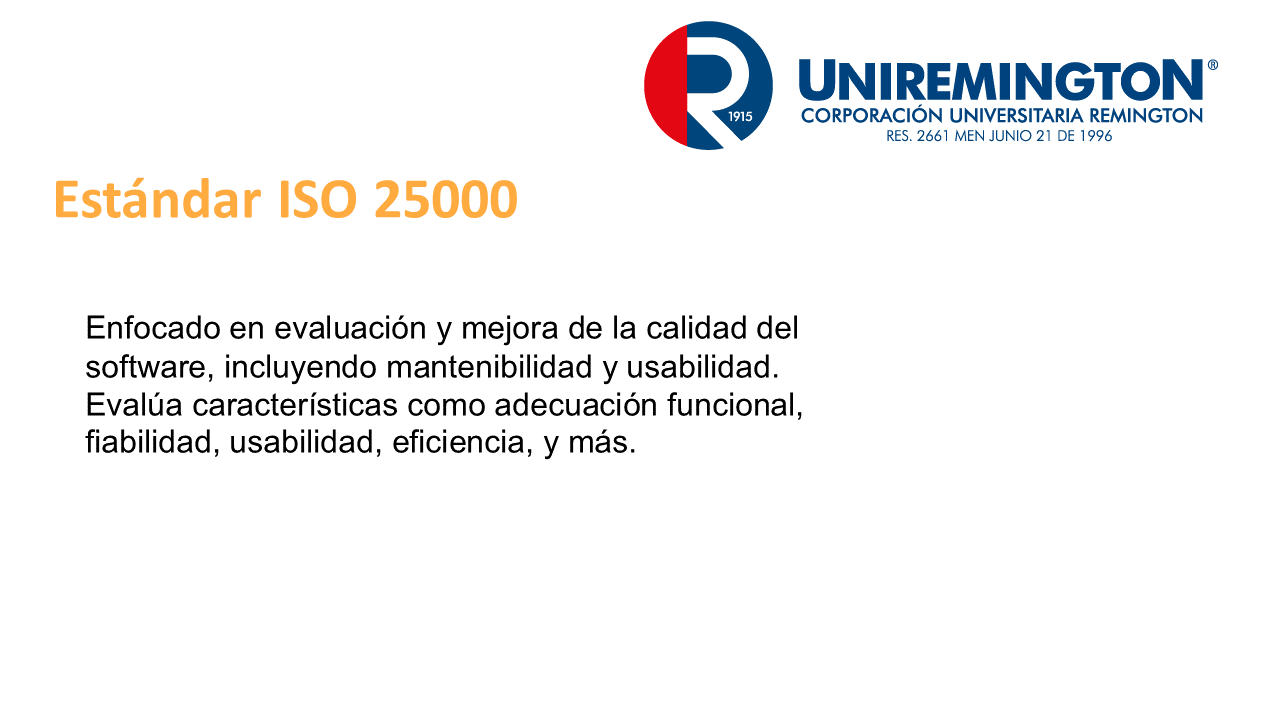 UNIREMINGTON®
CORPORACIÓN UNIVERSITARIA REMINGTON
RES. 2661 MEN JUNIO 21 DE 1996
R
1915
Estándar ISO 25000
Enfocado en evaluación y mejora de la calidad del
software, incluyendo mantenibilidad y usabilidad.
Evalúa características como adecuación funcional,
fiabilidad, usabilidad, eficiencia, y más.